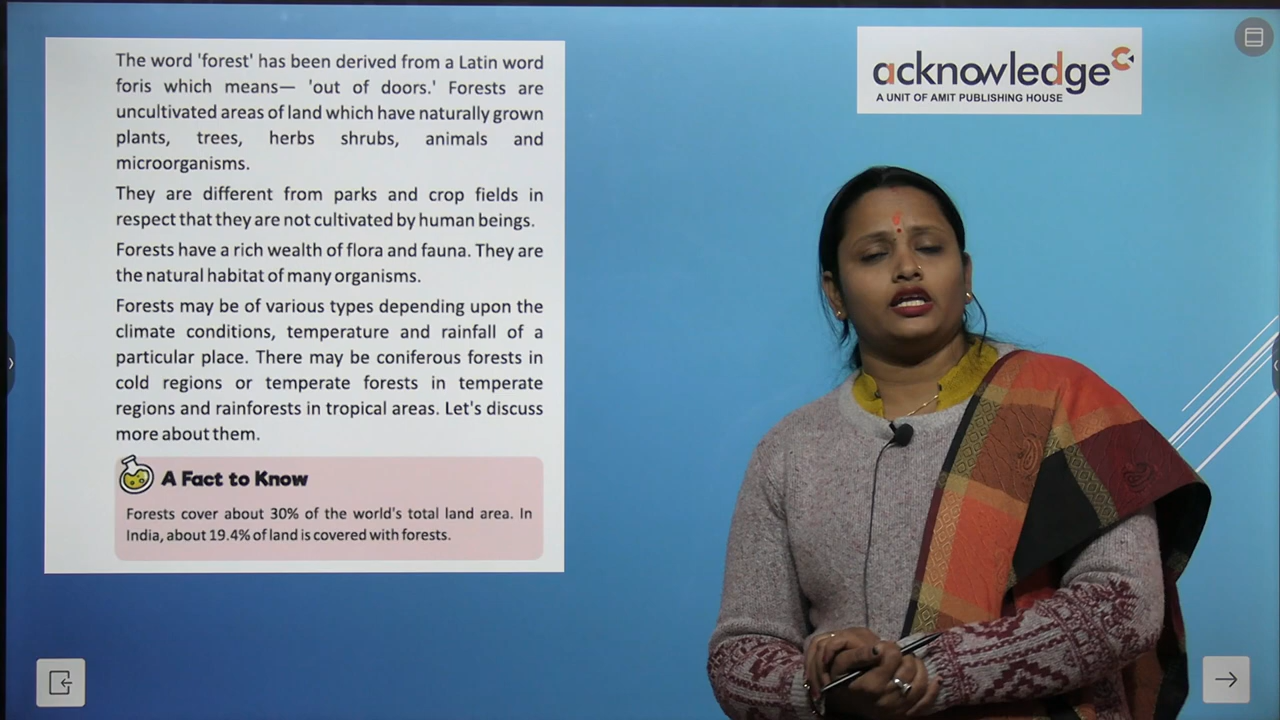 The word 'forest' has been derived from a Latin word
foris which means— 'out of doors.' Forests are
uncultivated areas of land which have naturally grown
plants, trees, herbs shrubs, animals and
microorganisms.
They are different from parks and crop fields in
respect that they are not cultivated by human beings.
Forests have a rich wealth of flora and fauna. They are
the natural habitat of many organisms.
Forests may be of various types depending upon the
climate conditions, temperature and rainfall of a
particular place. There may be coniferous forests in
cold regions or temperate forests in temperate
regions and rainforests in tropical areas. Let's discuss
more about them.
A Fact to Know
Forests cover about 30% of the world's total land area. In
India, about 19.4% of land is covered with forests.
acknowledge
A UNIT OF AMIT PUBLISHING HOUSE